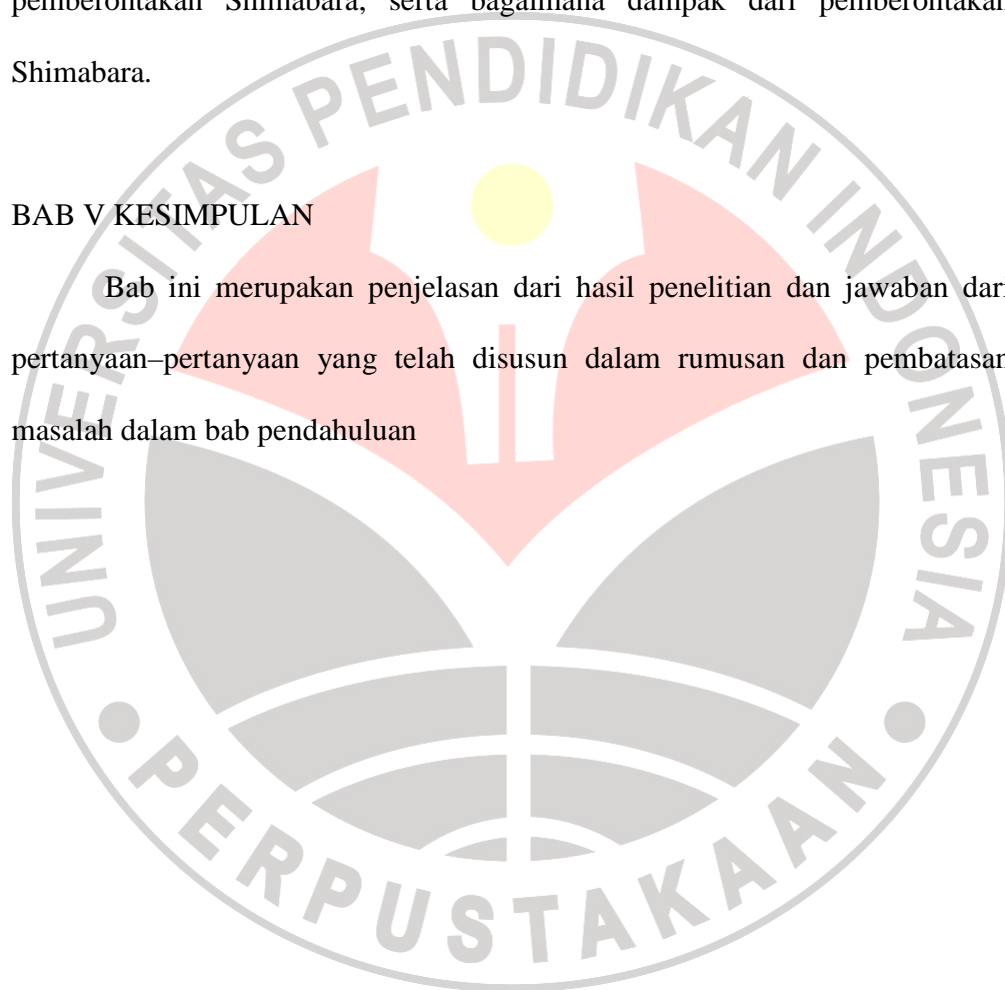 pemberontakan Shimabara, serta bagaimana dampak dari pemberontakan
Shimabara.
BAB V KESIMPULAN
Bab ini merupakan penjelasan dari hasil penelitian dan jawaban dari
pertanyaan–pertanyaan yang telah disusun dalam rumusan dan pembatasan
masalah dalam bab pendahuluan
UNIVERSITAS PENDIDIKAN INDONESIA
PERPUSTAKAAN